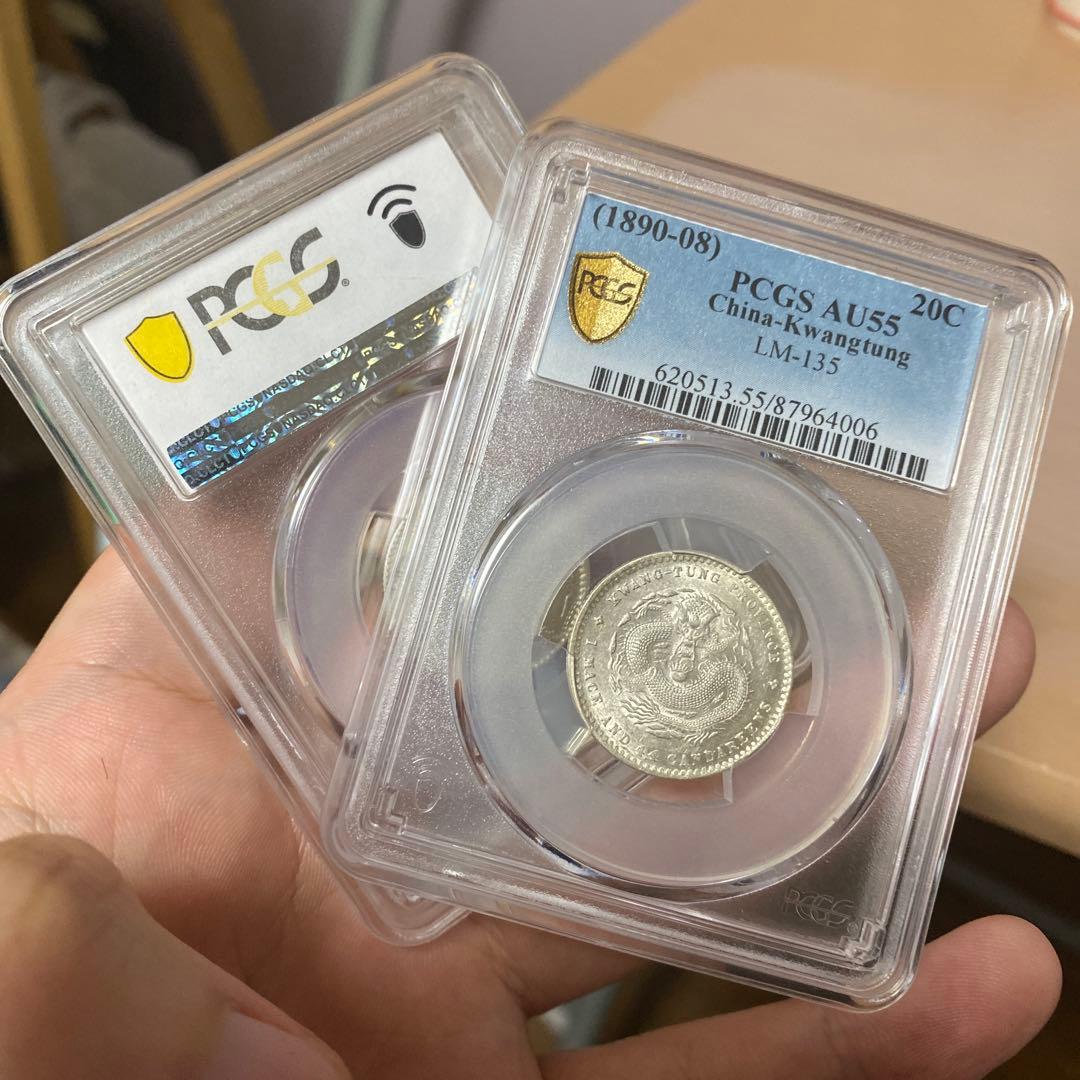 PCGS
(1890-08)
PCGS
PCGS AU55
20C
China-Kwangtung
LM-135
620513.55/87964006
KWANG-TUNG PROVINCE
1 MACE AND 4.4 CANDAREENS
PCGS